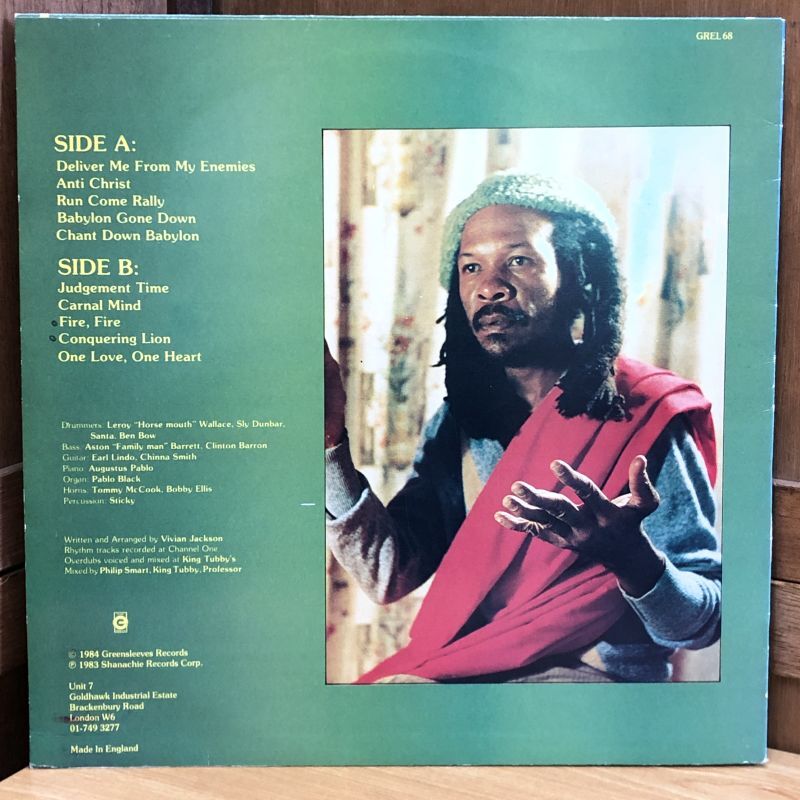 GREL 68
SIDE A:
Deliver Me From My Enemies
Anti Christ
Run Come Rally
Babylon Gone Down
Chant Down Babylon
SIDE B:
Judgement Time
Carnal Mind
Fire, Fire
Conquering Lion
One Love, One Heart
Drummers: Leroy "Horse mouth" Wallace, Sly Dunbar,
Santa, Ben Bow
Bass: Aston "Family man" Barrett, Clinton Barron
Guitar: Earl Lindo, Chinna Smith
Piano: Augustus Pablo
Organ: Pablo Black
Horns: Tommy McCook, Bobby Ellis
Percussion: Sticky
Written and Arranged by Vivian Jackson
Rhythm tracks recorded at Channel One
Overdubs voiced and mixed at King Tubby's
Mixed by Philip Smart, King Tubby, Professor
© 1984 Greensleeves Records
℗ 1983 Shanachie Records Corp.
Unit 7
Goldhawk Industrial Estate
Brackenbury Road
London W6
01-749 3277
Made In England